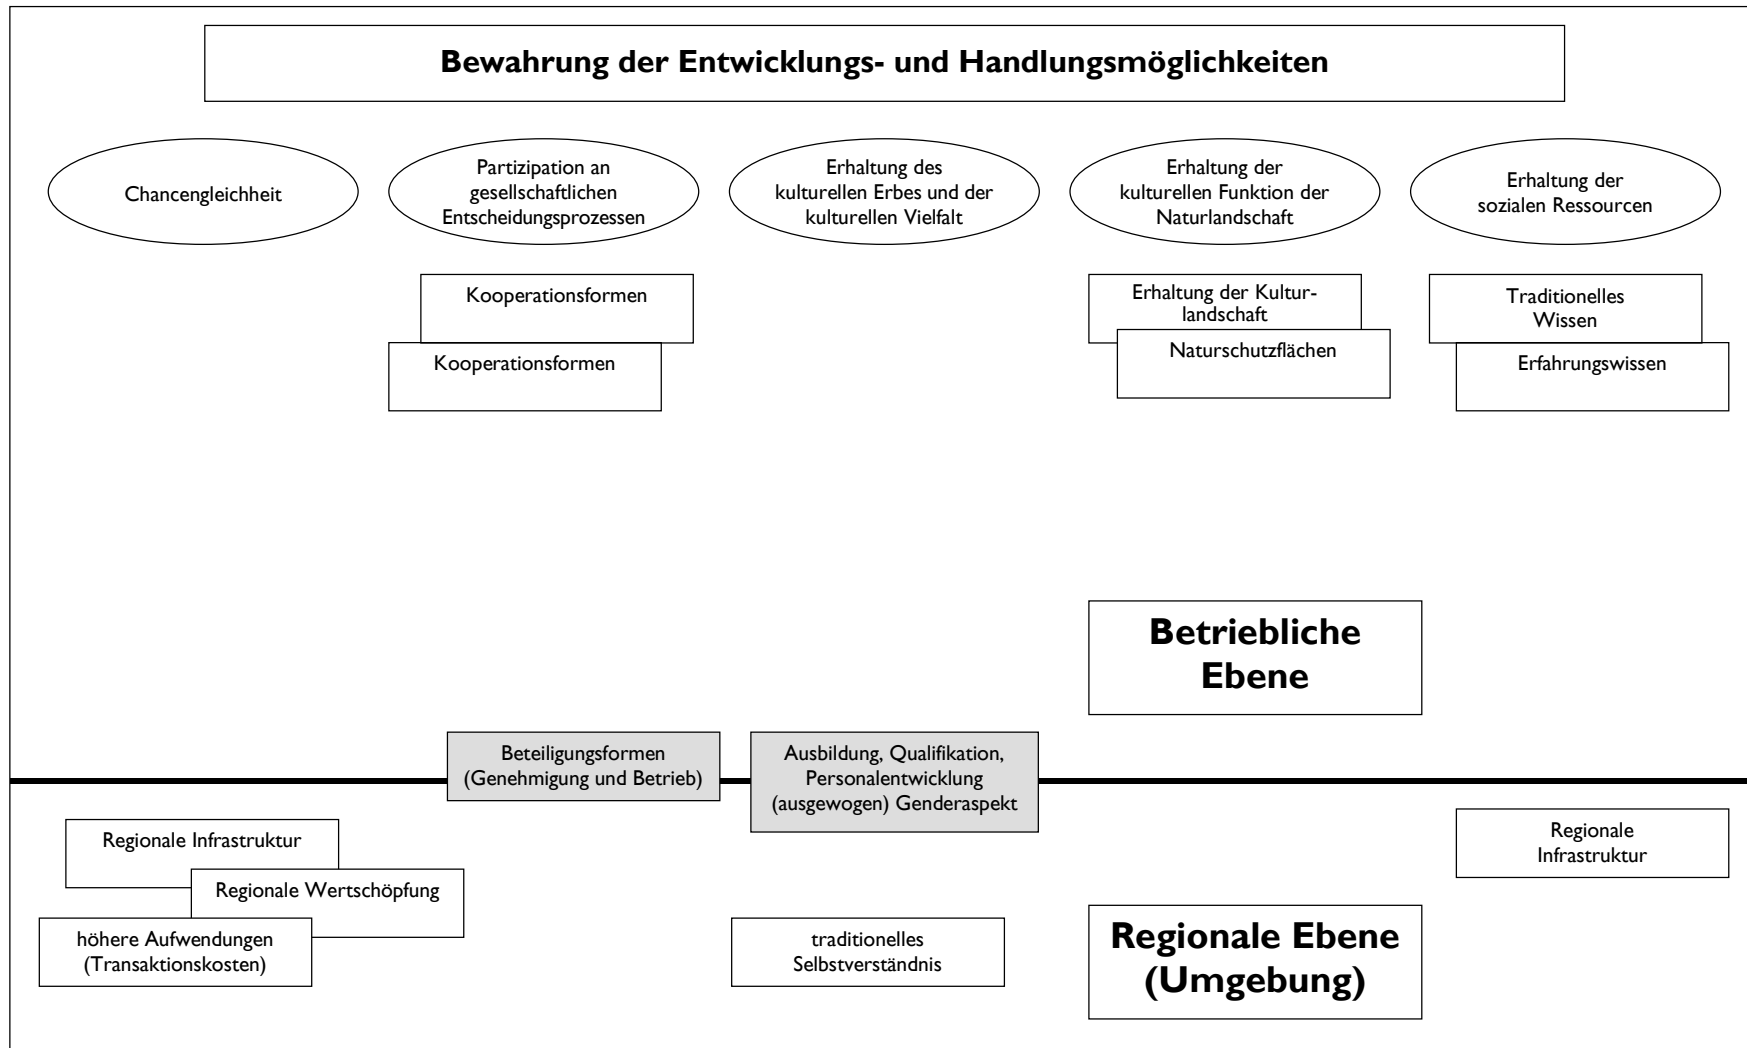 Bewahrung der Entwicklungs- und Handlungsmöglichkeiten
Chancengleichheit
Partizipation an
gesellschaftlichen
Entscheidungsprozessen
Erhaltung des
kulturellen Erbes und der
kulturellen Vielfalt
Erhaltung der
kulturellen Funktion der
Naturlandschaft
Erhaltung der
sozialen Ressourcen
Kooperationsformen
Kooperationsformen
Erhaltung der Kultur-
landschaft
Naturschutzflächen
Traditionelles
Wissen
Erfahrungswissen
Betriebliche
Ebene
Beteiligungsformen
(Genehmigung und Betrieb)
Ausbildung, Qualifikation,
Personalentwicklung
(ausgewogen) Genderaspekt
Regionale Infrastruktur
Regionale Wertschöpfung
höhere Aufwendungen
(Transaktionskosten)
traditionelles
Selbstverständnis
Regionale Ebene
(Umgebung)
Regionale
Infrastruktur